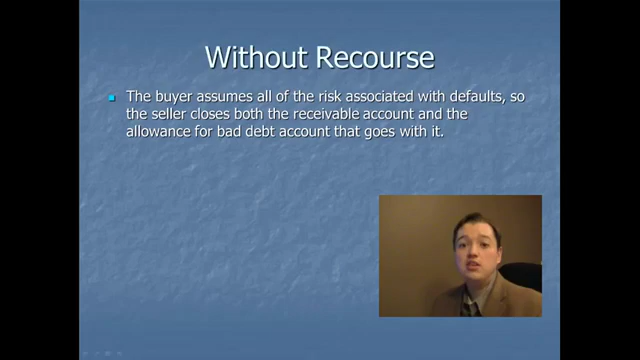 Without Recourse
The buyer assumes all of the risk associated with defaults, so
the seller closes both the receivable account and the
allowance for bad debt account that goes with it.